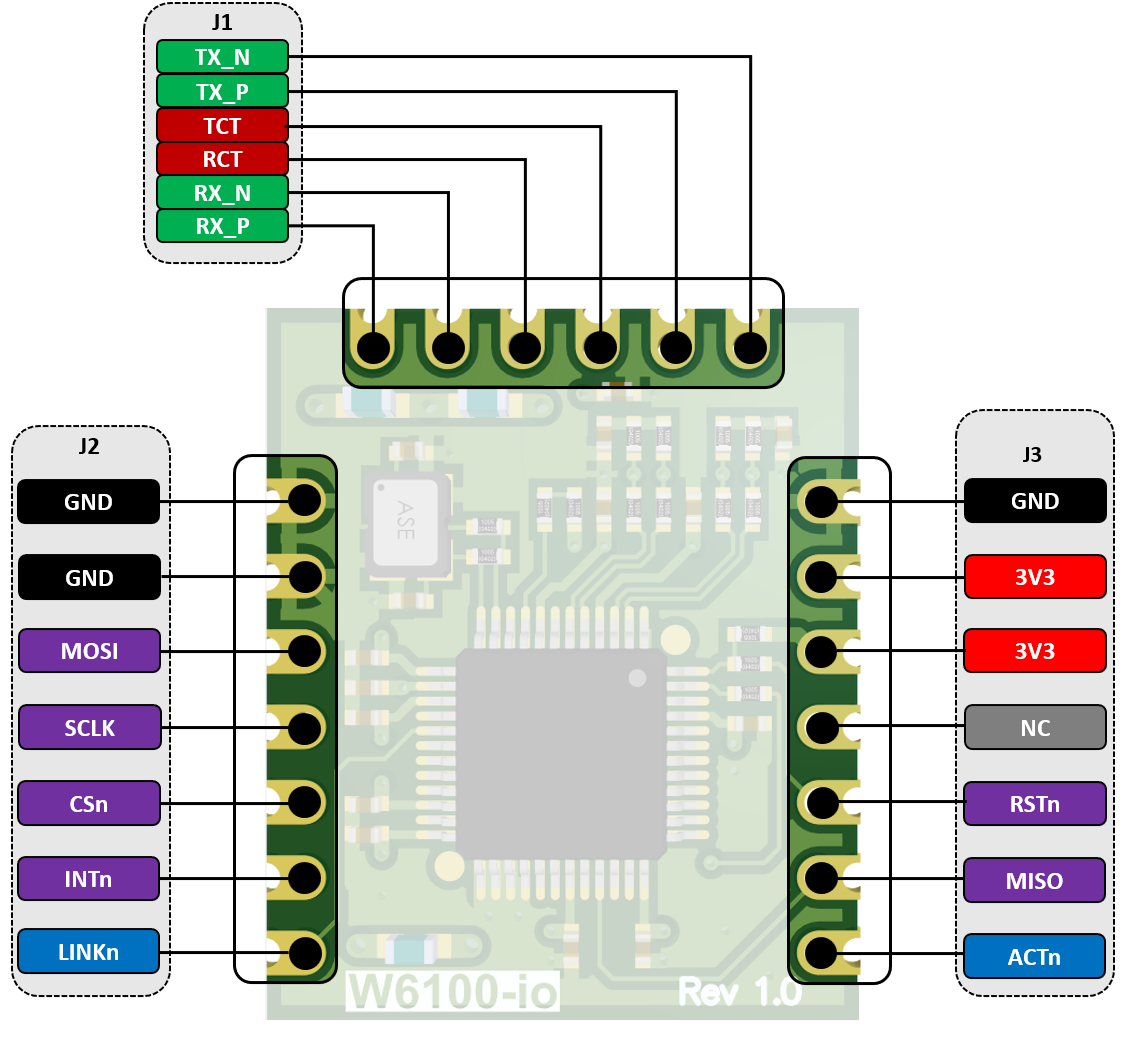 J1
TX_N
TX_P
TCT
RCT
RX_N
RX_P
J2
GND
GND
MOSI
SCLK
CSn
INTn
LINKn
J3
GND
3V3
3V3
NC
RSTn
MISO
ACTn
ASE
W6100-io
Rev 1.0